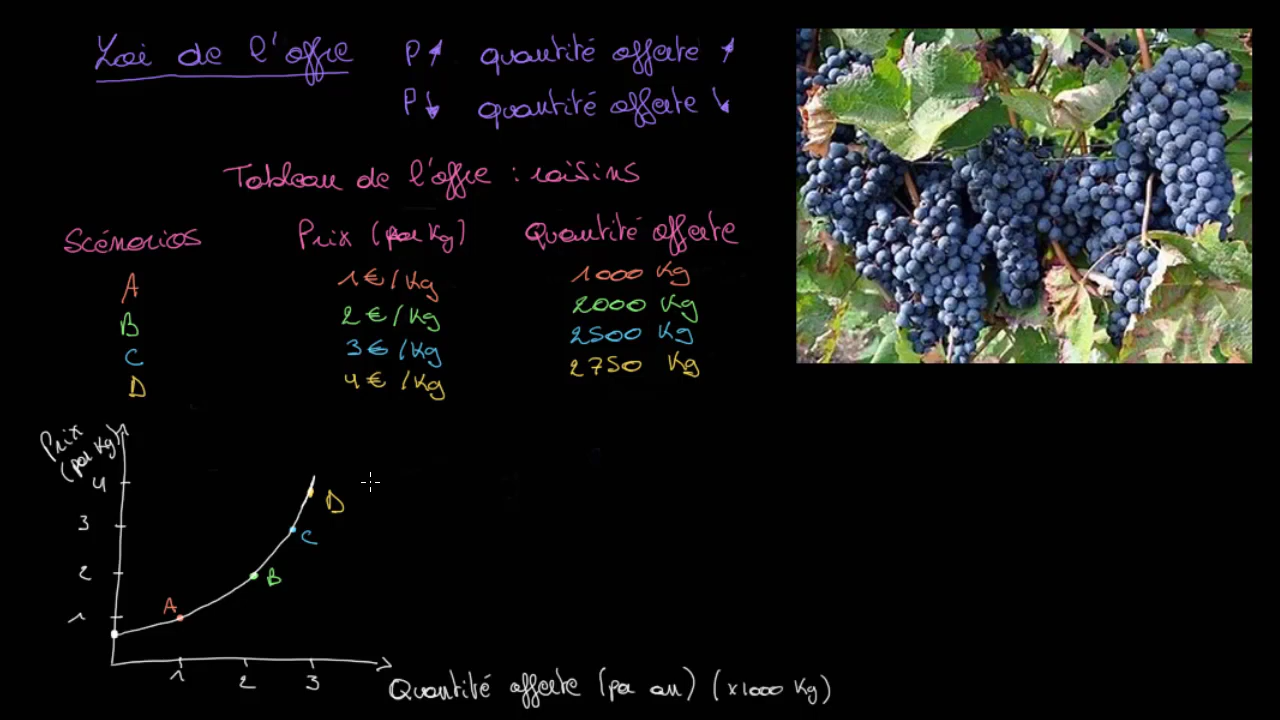 Loi de l'offre P ↗ quantité offerte ↗
P ↓ quantité offerte ↘
Tableau de l'offre : raisins
Scénarios Prix (par Kg) Quantité offerte
A 1€/Kg 1000 Kg
B 2€/Kg 2000 Kg
C 3€/Kg 2500 Kg
D 4€/Kg 2750 Kg
Prix
(par Kg)
4
D
3
C
2
B
1
A
1 2 3
Quantité offerte (par an) (x1000 Kg)